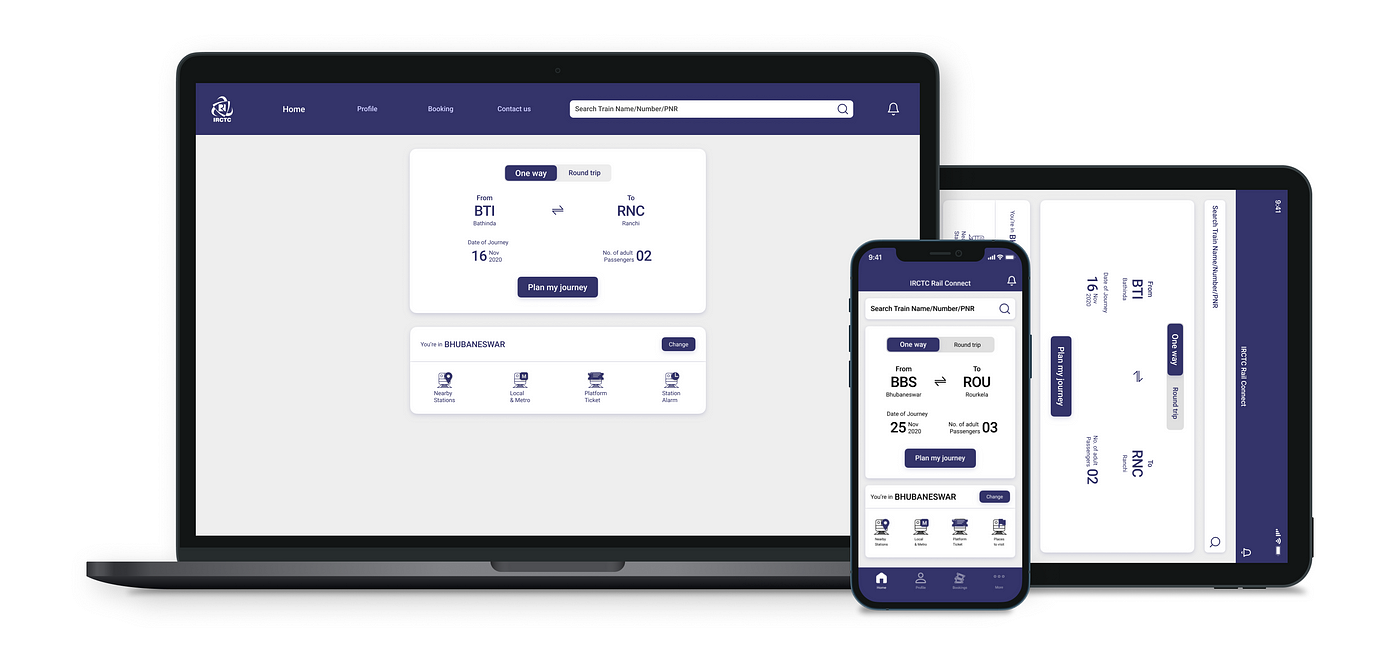 IRCTC
Home
Profile
Booking
Contact us
Search Train Name/Number/PNR
One way
Round trip
From
To
BTI
RNC
Bathinda
Ranchi
Date of Journey
16 Nov
2020
No. of adult
Passengers 02
Plan my journey
You're in BHUBANESWAR
Change
Nearby
Stations
Local
& Metro
Platform
Ticket
Station
Alarm
9:41
IRCTC Rail Connect
Search Train Name/Number/PNR
One way
Round trip
From
To
BBS
ROU
Bhubaneswar
Rourkela
Date of Journey
25 Nov
2020
No. of adult
Passengers 03
Plan my journey
You're in BHUBANESWAR
Change
Nearby
Stations
Local
& Metro
Platform
Ticket
Places
to visit
Home
Profile
Bookings
More
9:41
IRCTC Rail Connect
Search Train Name/Number/PNR
One way
Round trip
From
To
BTI
RNC
Bathinda
Ranchi
Date of Journey
16 Nov
2020
No. of adult
Passengers 02
Plan my journey
You're in